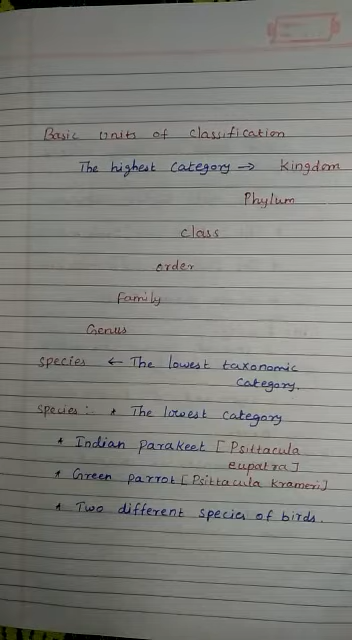 Basic units of classification
The highest category → kingdom
Phylum
class
order
family
Genus
species ← The lowest taxonomic
category.
species :- * The lowest category
* Indian parakeet [Psittacula
eupatra]
* Green parrot [Psittacula krameri]
* Two different species of birds.